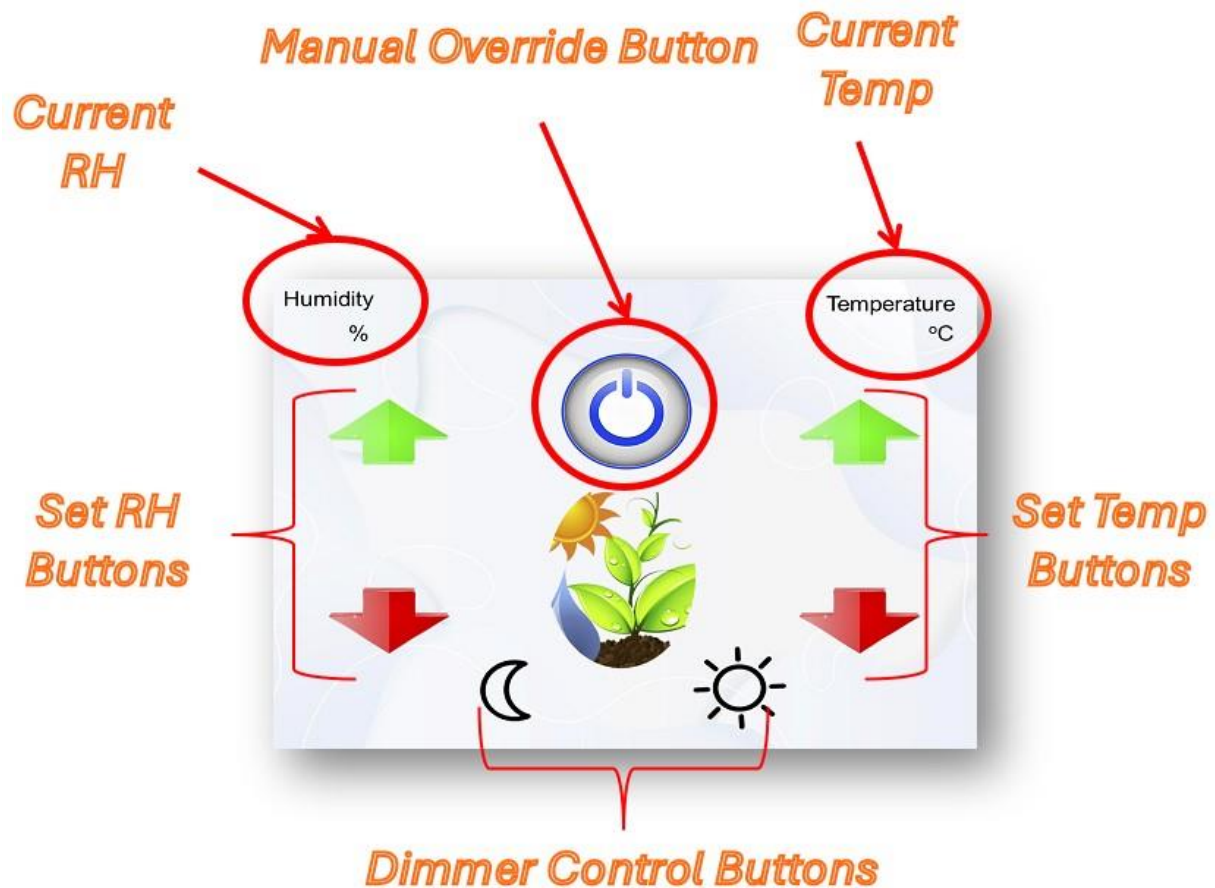 Manual Override Button
Current
Temp
Current
RH
Humidity
%
Temperature
°C
Set RH
Buttons
Set Temp
Buttons
Dimmer Control Buttons